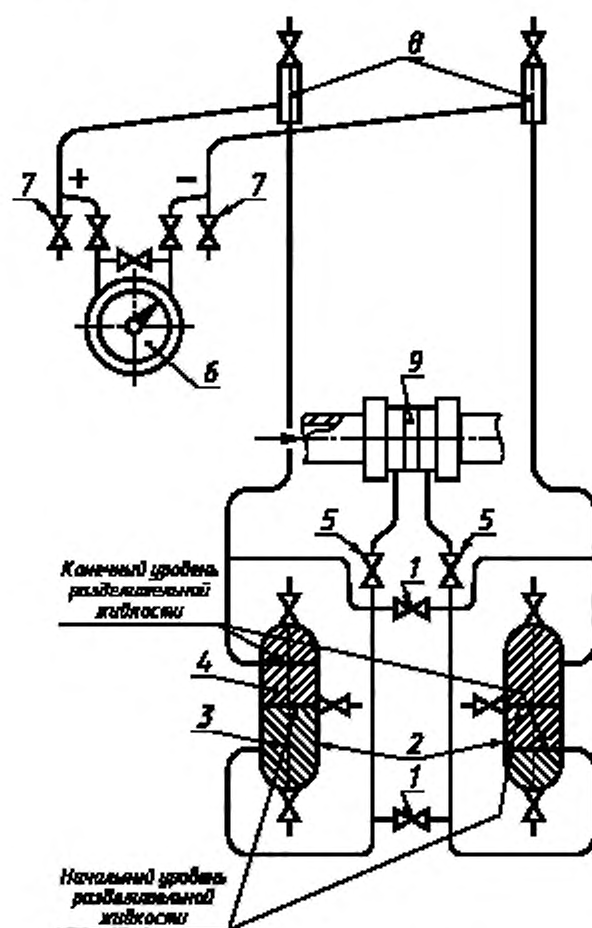 8
+
−
7
7
6
9
5
5
1
Конечный уровень
разделительной
жидкости
4
3
2
1
Начальный уровень
разделительной
жидкости